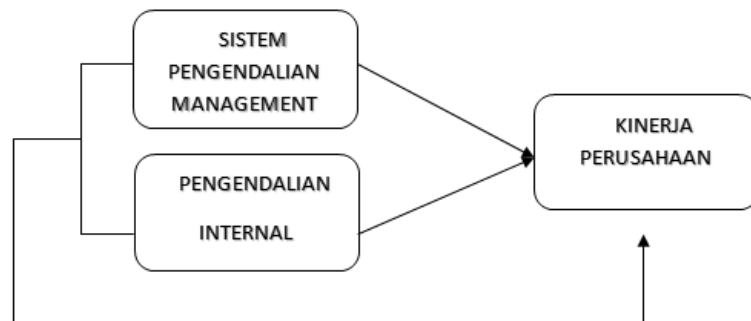 SISTEM
PENGENDALIAN
MANAGEMENT
PENGENDALIAN
INTERNAL
KINERJA
PERUSAHAAN